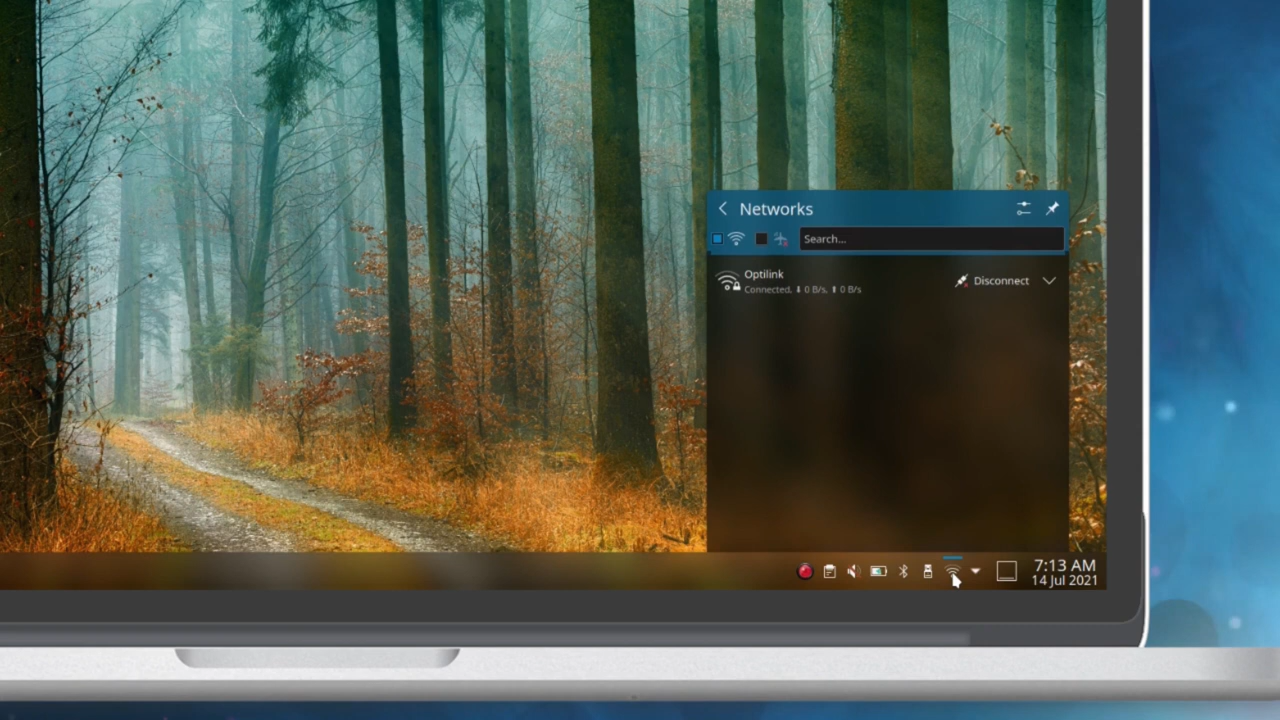 Networks
Search...
Optilink
Connected, ⬇ 0 B/s, ⬆ 0 B/s
Disconnect
7:13 AM
14 Jul 2021